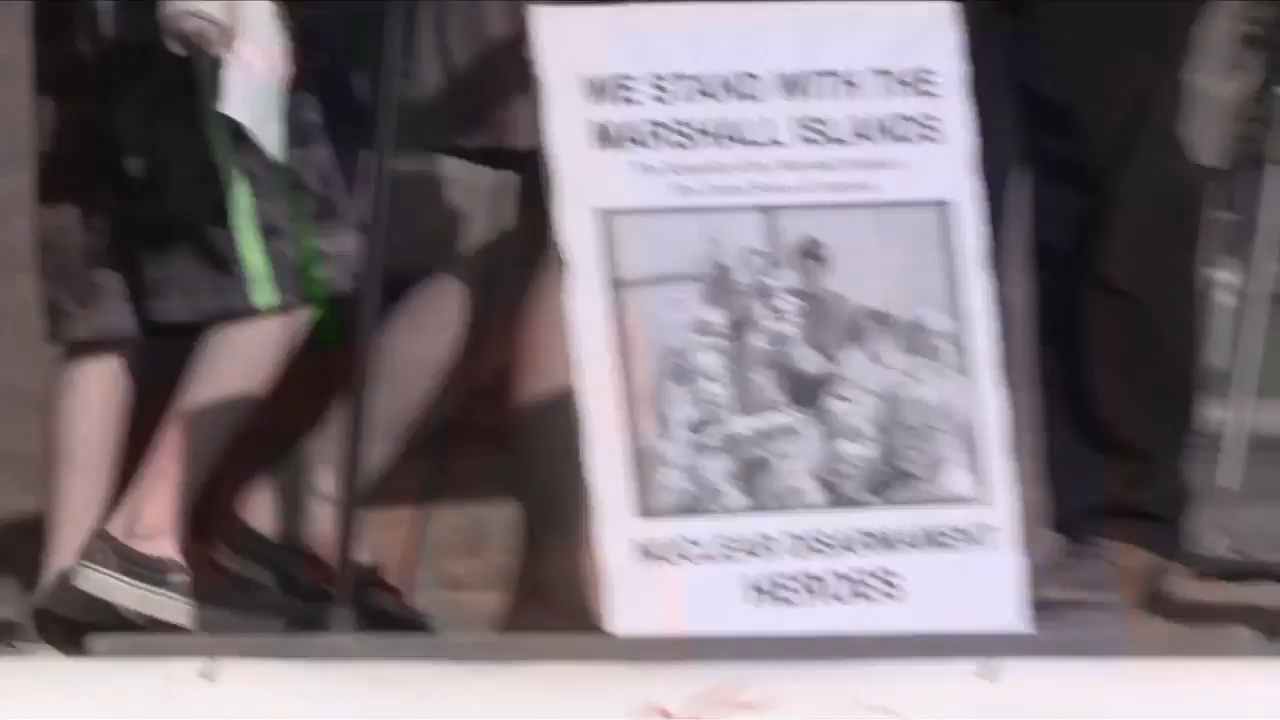 WE STAND WITH THE
MARSHALL ISLANDS
NUCLEAR DISARMAMENT
HEROES